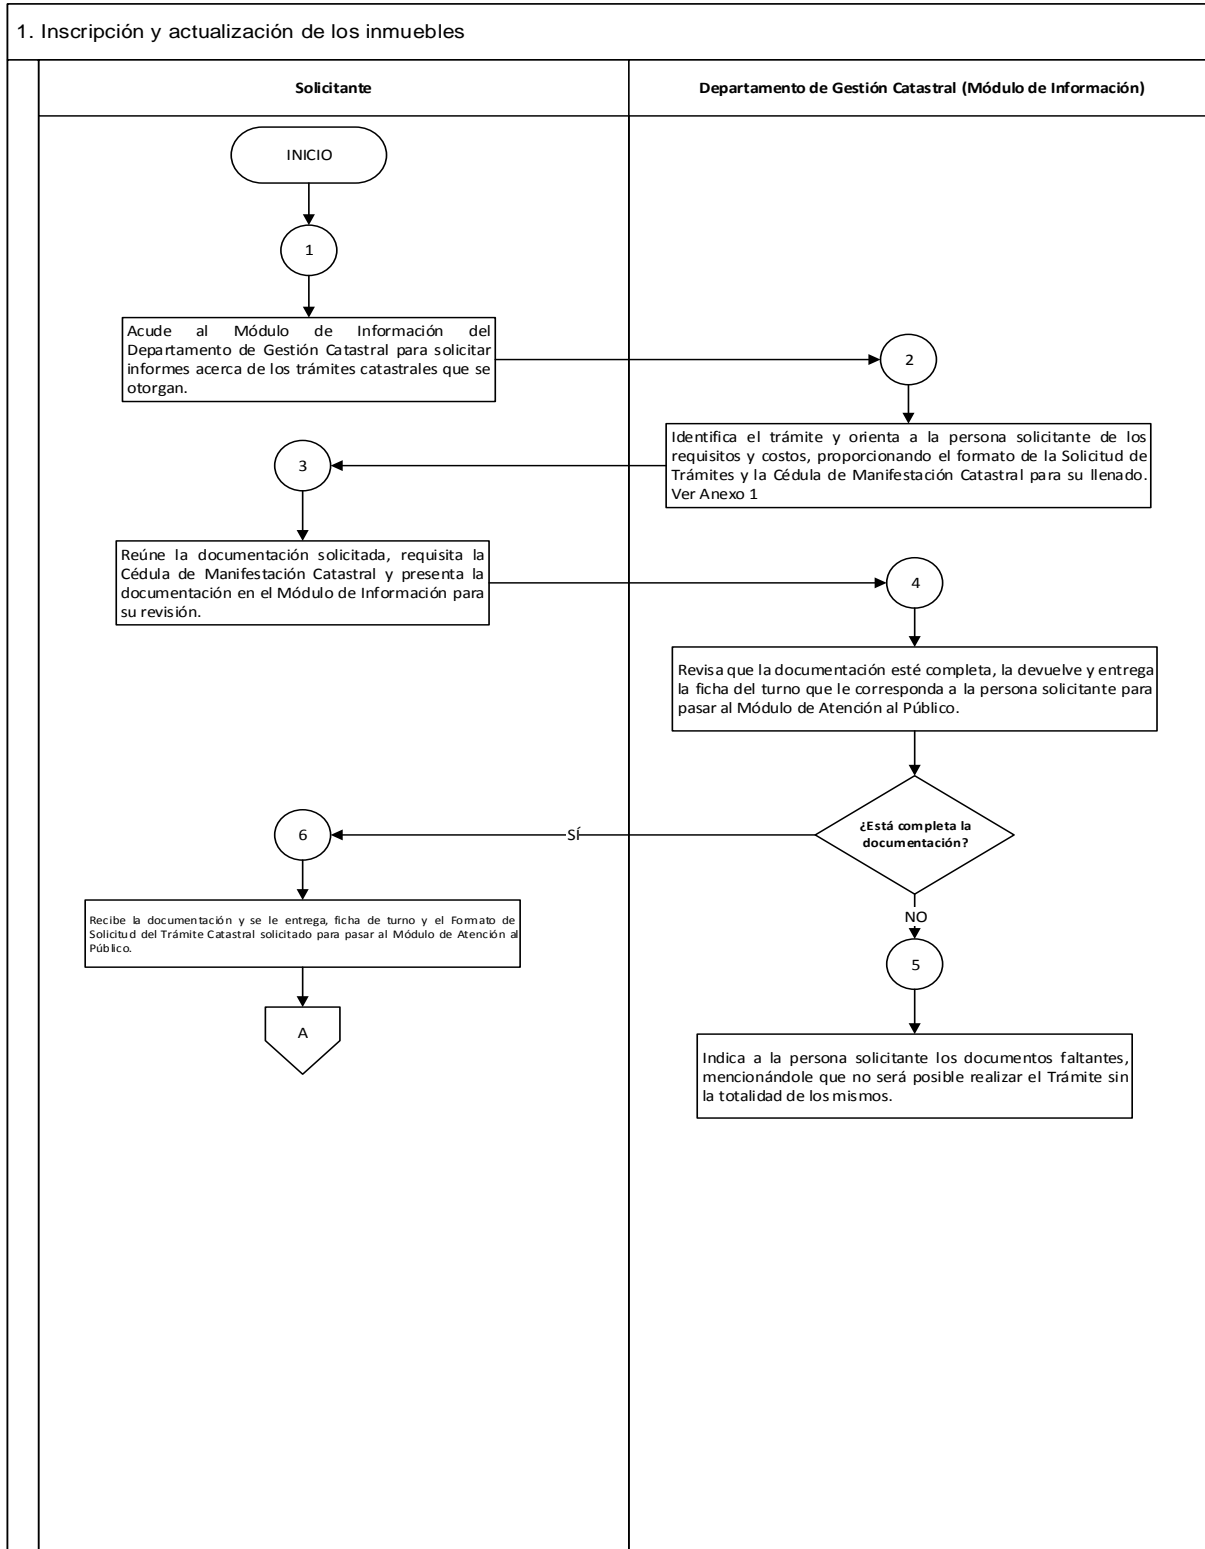 1. Inscripción y actualización de los inmuebles
Solicitante
Departamento de Gestión Catastral (Módulo de Información)
INICIO
1
Acude al Módulo de Información del
Departamento de Gestión Catastral para solicitar
informes acerca de los trámites catastrales que se
otorgan.
2
Identifica el trámite y orienta a la persona solicitante de los
requisitos y costos, proporcionando el formato de la Solicitud de
Trámites y la Cédula de Manifestación Catastral para su llenado.
Ver Anexo 1
3
Reúne la documentación solicitada, requisita la
Cédula de Manifestación Catastral y presenta la
documentación en el Módulo de Información para
su revisión.
4
Revisa que la documentación esté completa, la devuelve y entrega
la ficha del turno que le corresponda a la persona solicitante para
pasar al Módulo de Atención al Público.
¿Está completa la
documentación?
SÍ
6
Recibe la documentación y se le entrega, ficha de turno y el Formato de
Solicitud del Trámite Catastral solicitado para pasar al Módulo de Atención al
Público.
A
NO
5
Indica a la persona solicitante los documentos faltantes,
mencionándole que no será posible realizar el Trámite sin
la totalidad de los mismos.